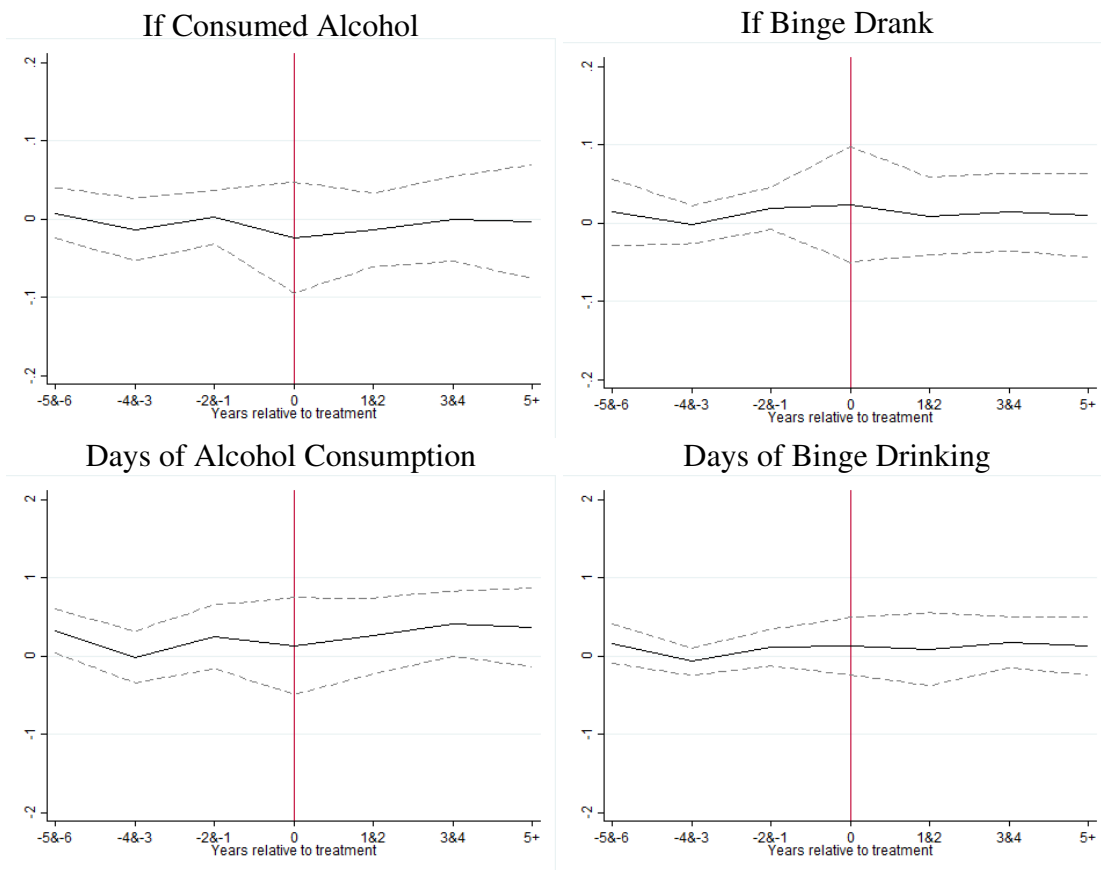 If Consumed Alcohol
.2
.1
0
-.1
-.2
-5&-6 -4&-3 -2&-1 0 1&2 3&4 5+
Years relative to treatment
If Binge Drank
.2
.1
0
-.1
-.2
-5&-6 -4&-3 -2&-1 0 1&2 3&4 5+
Years relative to treatment
Days of Alcohol Consumption
2
1
0
-1
-2
-5&-6 -4&-3 -2&-1 0 1&2 3&4 5+
Years relative to treatment
Days of Binge Drinking
2
1
0
-1
-2
-5&-6 -4&-3 -2&-1 0 1&2 3&4 5+
Years relative to treatment